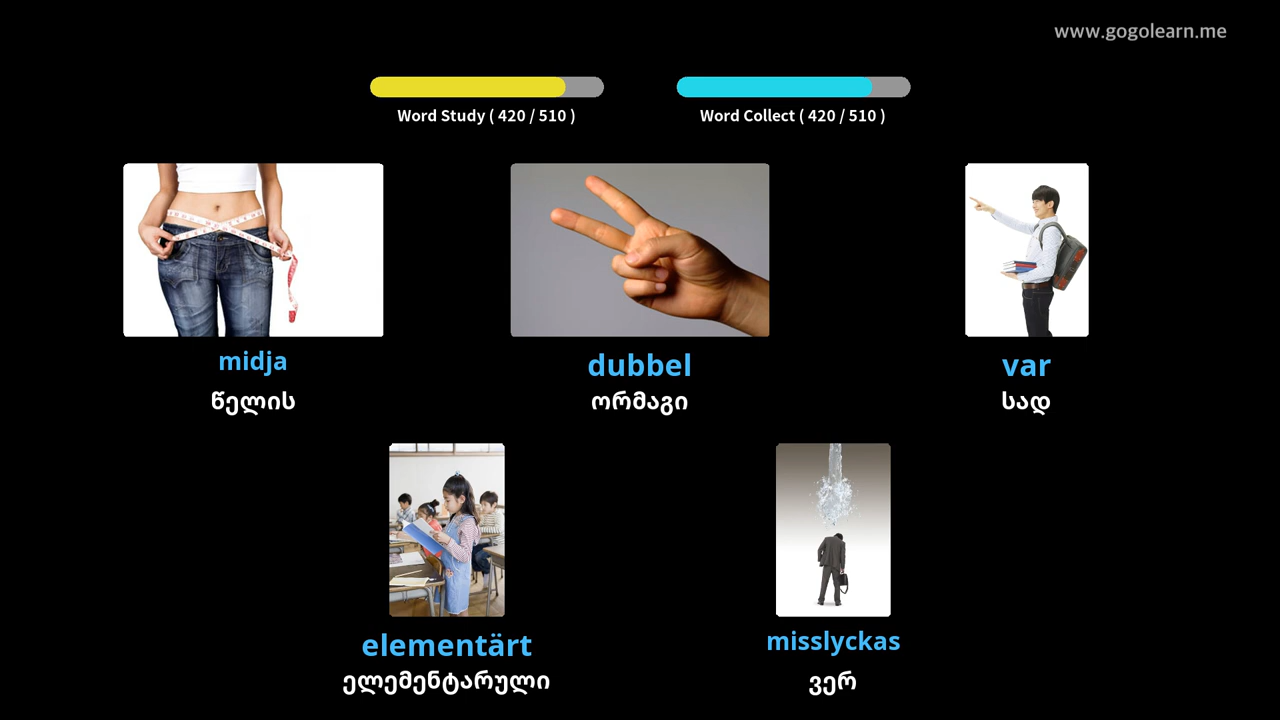 www.gogolearn.me
Word Study ( 420 / 510 )
Word Collect ( 420 / 510 )
midja
წელის
dubbel
ორმაგი
var
სად
elementärt
ელემენტარული
misslyckas
ვერ